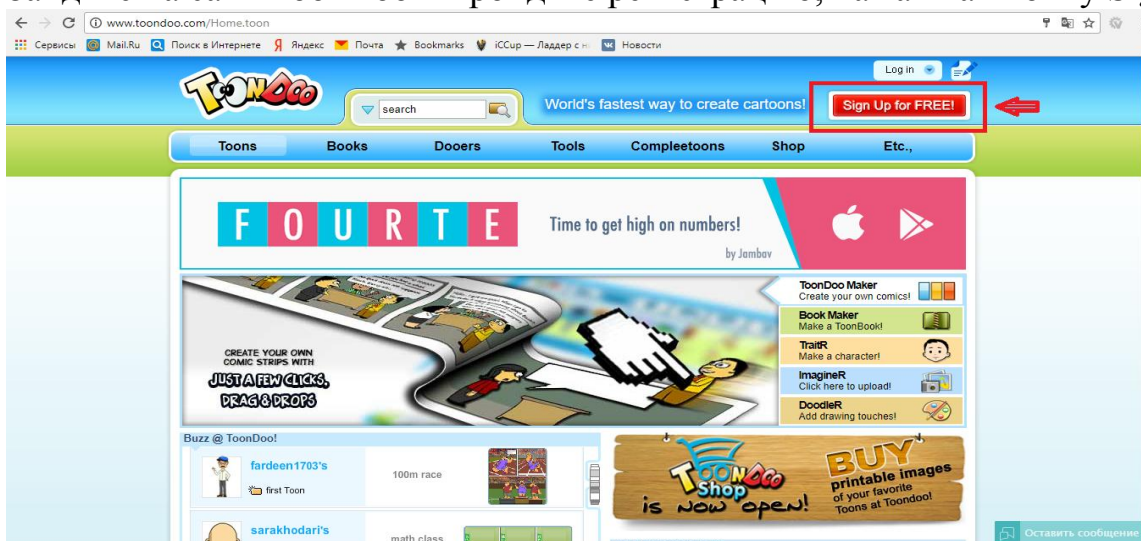 www.toondoo.com/Home.toon
Сервисы Mail.Ru Поиск в Интернете Яндекс Почта Bookmarks iCCup — Ладдер с н Новости
TOONDOO
search
World's fastest way to create cartoons!
Log in
Sign Up for FREE!
Toons Books Dooers Tools Compleetoons Shop Etc.,
FOURTE
Time to get high on numbers!
by Jambav
CREATE YOUR OWN
COMIC STRIPS WITH
JUST A FEW CLICKS,
DRAG & DROPS
ToonDoo Maker
Create your own comics!
Book Maker
Make a ToonBook!
TraitR
Make a character!
ImagineR
Click here to upload!
DoodleR
Add drawing touches!
Buzz @ ToonDoo!
fardeen1703's
first Toon
100m race
sarakhodari's
math class
TOONDOO
Shop
is now open!
BUY
printable images
of your favorite
Toons at Toondoo!
Оставить сообщение